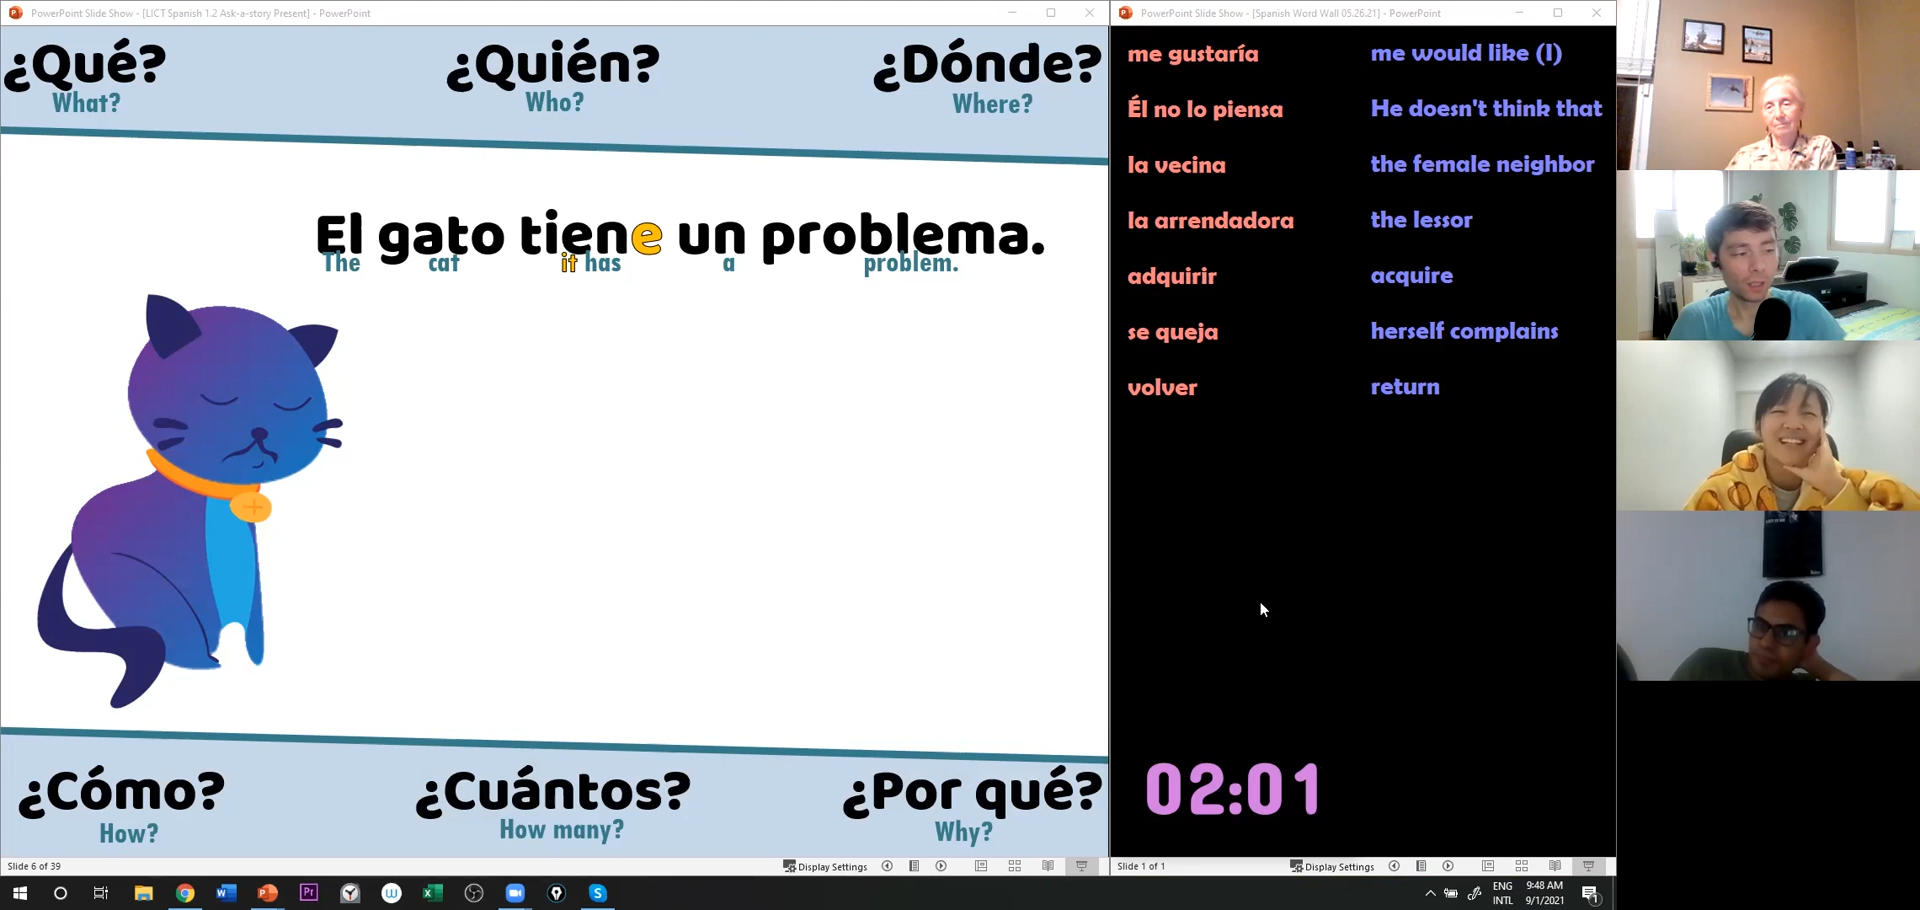 PowerPoint Slide Show - [LICT Spanish 1.2 Ask-a-story Present] - PowerPoint
¿Qué?
What?
¿Quién?
Who?
¿Dónde?
Where?
El gato tiene un problema.
The cat it has a problem.
¿Cómo?
How?
¿Cuántos?
How many?
¿Por qué?
Why?
Slide 6 of 39
Display Settings
PowerPoint Slide Show - [Spanish Word Wall 05.26.21] - PowerPoint
me gustaría me would like (I)
Él no lo piensa He doesn't think that
la vecina the female neighbor
la arrendadora the lessor
adquirir acquire
se queja herself complains
volver return
02:01
Slide 1 of 1
Display Settings
ENG
INTL
9:48 AM
9/1/2021